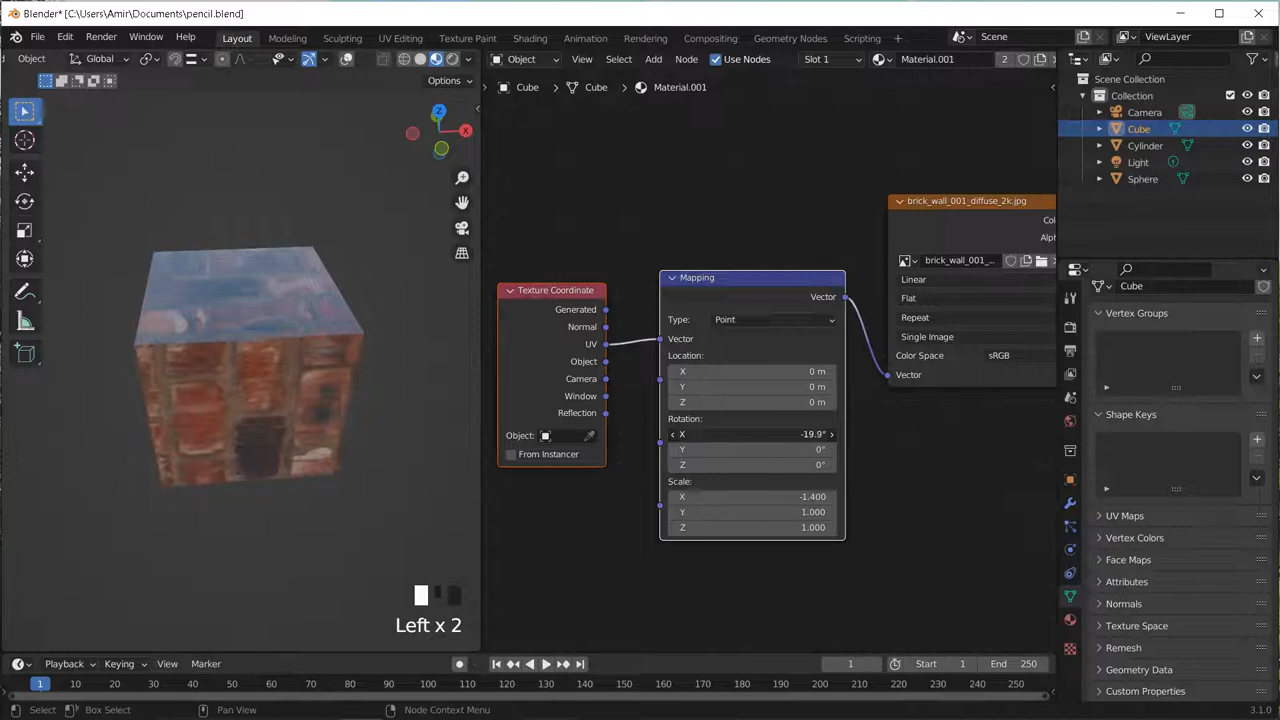 Blender* [C:\Users\Amir\Documents\pencil.blend]
File Edit Render Window Help Layout Modeling Sculpting UV Editing Texture Paint Shading Animation Rendering Compositing Geometry Nodes Scripting + Scene ViewLayer
Object Global Object View Select Add Node Use Nodes Slot 1 Material.001 2
Options
Cube > Cube > Material.001
Z
X
Scene Collection
Collection
Camera
Cube
Cylinder
Light
Sphere
Texture Coordinate
Generated
Normal
UV
Object
Camera
Window
Reflection
Object:
From Instancer
Mapping
Vector
Type: Point
Vector
Location:
X 0 m
Y 0 m
Z 0 m
Rotation:
X -19.9°
Y 0°
Z 0°
Scale:
X -1.400
Y 1.000
Z 1.000
brick_wall_001_diffuse_2k.jpg
Co
Alph
brick_wall_001_...
Linear
Flat
Repeat
Single Image
Color Space sRGB
Vector
Cube
Vertex Groups
Shape Keys
UV Maps
Vertex Colors
Face Maps
Attributes
Normals
Texture Space
Remesh
Geometry Data
Custom Properties
Left x 2
Playback Keying View Marker 1 Start 1 End 250
1 10 20 30 40 50 60 70 80 90 100 110 120 130 140 150 160 170 180 190 200 210 220 230 240 250
Select Box Select Pan View Node Context Menu 3.1.0